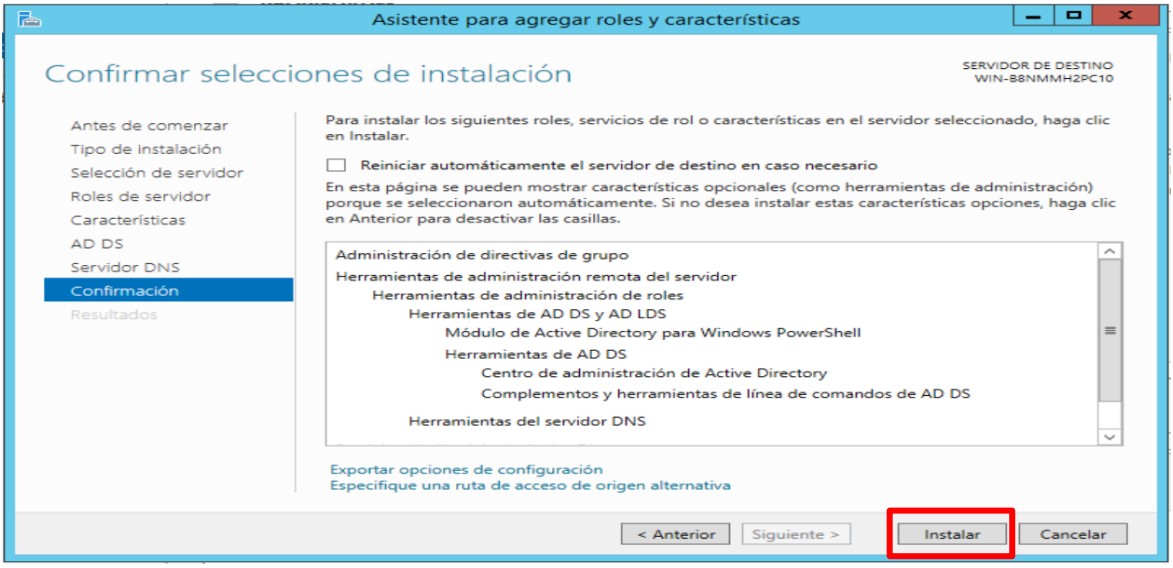 Asistente para agregar roles y características
Confirmar selecciones de instalación
SERVIDOR DE DESTINO
WIN-B8NMMH2PC10
Antes de comenzar
Tipo de instalación
Selección de servidor
Roles de servidor
Características
AD DS
Servidor DNS
Confirmación
Resultados
Para instalar los siguientes roles, servicios de rol o características en el servidor seleccionado, haga clic
en Instalar.
Reiniciar automáticamente el servidor de destino en caso necesario
En esta página se pueden mostrar características opcionales (como herramientas de administración)
porque se seleccionaron automáticamente. Si no desea instalar estas características opciones, haga clic
en Anterior para desactivar las casillas.
Administración de directivas de grupo
Herramientas de administración remota del servidor
Herramientas de administración de roles
Herramientas de AD DS y AD LDS
Módulo de Active Directory para Windows PowerShell
Herramientas de AD DS
Centro de administración de Active Directory
Complementos y herramientas de línea de comandos de AD DS
Herramientas del servidor DNS
Exportar opciones de configuración
Especifique una ruta de acceso de origen alternativa
< Anterior
Siguiente >
Instalar
Cancelar